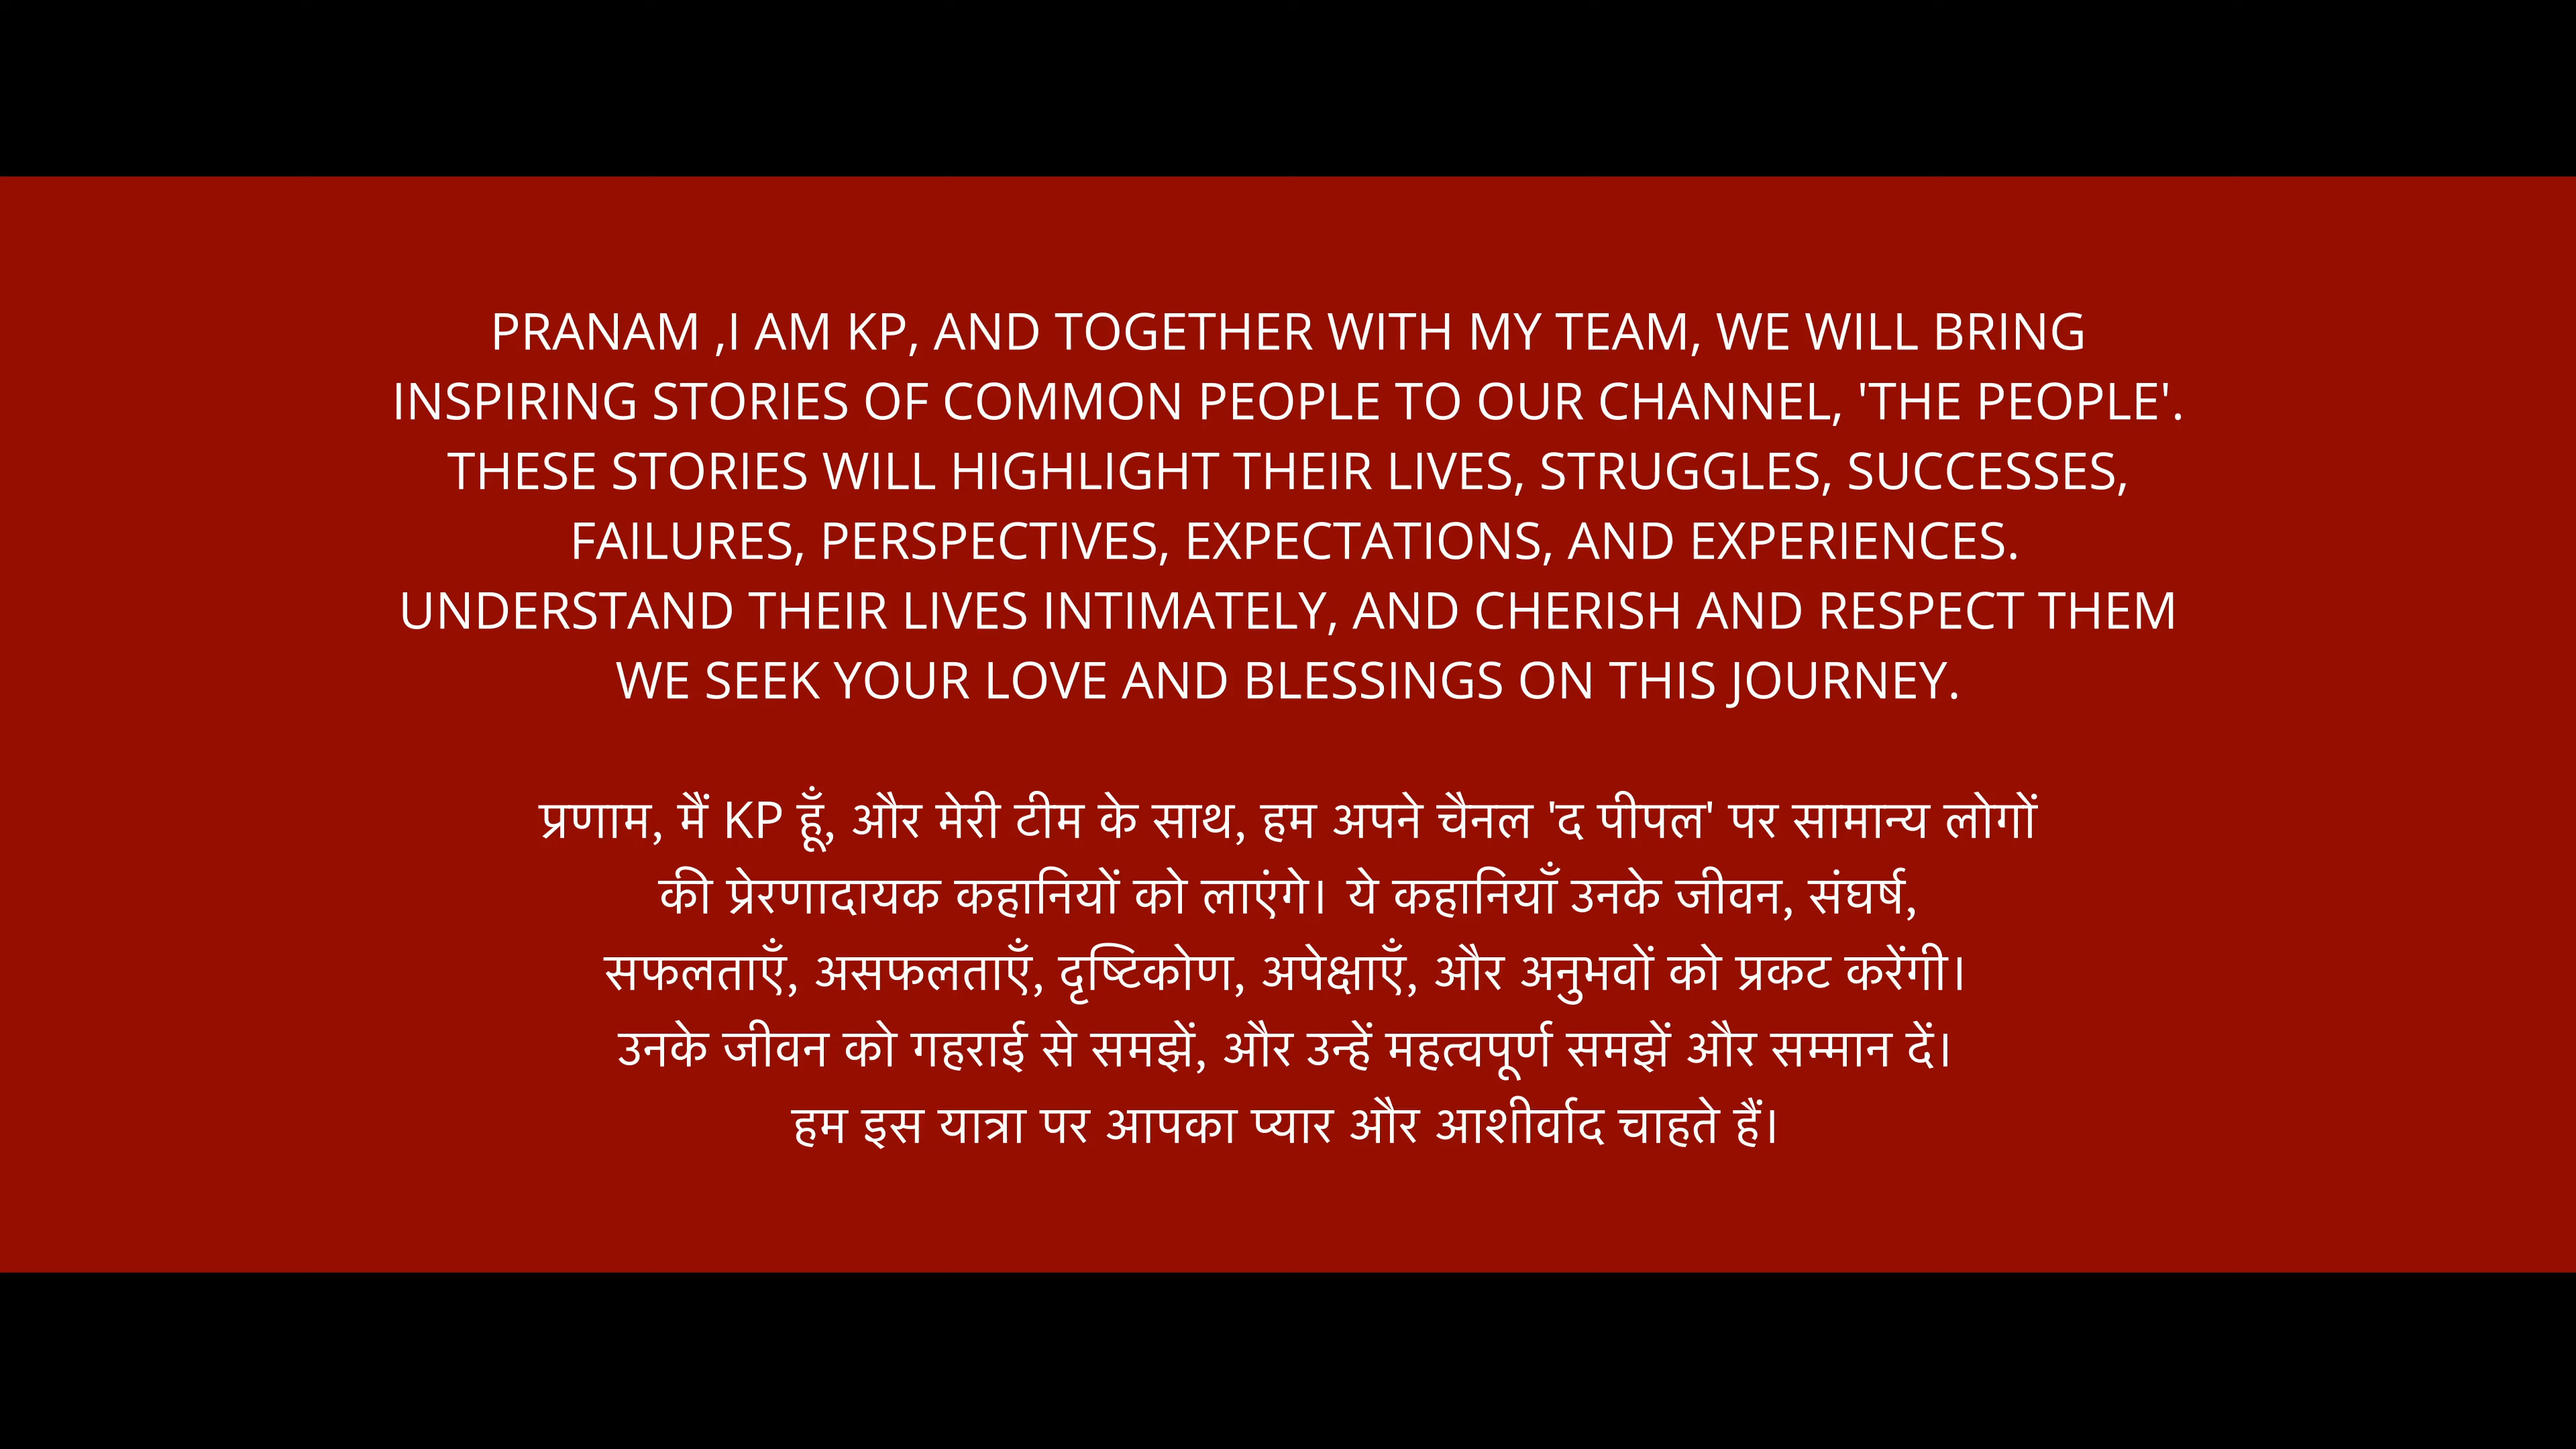 PRANAM ,I AM KP, AND TOGETHER WITH MY TEAM, WE WILL BRING
INSPIRING STORIES OF COMMON PEOPLE TO OUR CHANNEL, 'THE PEOPLE'.
THESE STORIES WILL HIGHLIGHT THEIR LIVES, STRUGGLES, SUCCESSES,
FAILURES, PERSPECTIVES, EXPECTATIONS, AND EXPERIENCES.
UNDERSTAND THEIR LIVES INTIMATELY, AND CHERISH AND RESPECT THEM
WE SEEK YOUR LOVE AND BLESSINGS ON THIS JOURNEY.
प्रणाम, मैं KP हूँ, और मेरी टीम के साथ, हम अपने चैनल 'द पीपल' पर सामान्य लोगों
की प्रेरणादायक कहानियों को लाएंगे। ये कहानियाँ उनके जीवन, संघर्ष,
सफलताएँ, असफलताएँ, दृष्टिकोण, अपेक्षाएँ, और अनुभवों को प्रकट करेंगी।
उनके जीवन को गहराई से समझें, और उन्हें महत्वपूर्ण समझें और सम्मान दें।
हम इस यात्रा पर आपका प्यार और आशीर्वाद चाहते हैं।